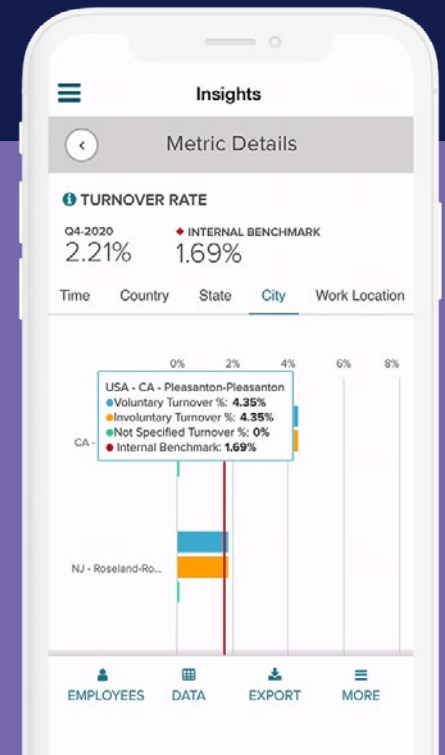 Insights
Metric Details
TURNOVER RATE
Q4-2020
2.21%
INTERNAL BENCHMARK
1.69%
Time Country State City Work Location
0% 2% 4% 6% 8%
USA - CA - Pleasanton-Pleasanton
Voluntary Turnover %: 4.35%
Involuntary Turnover %: 4.35%
Not Specified Turnover %: 0%
Internal Benchmark: 1.69%
CA -
NJ - Roseland-Ro...
EMPLOYEES DATA EXPORT MORE